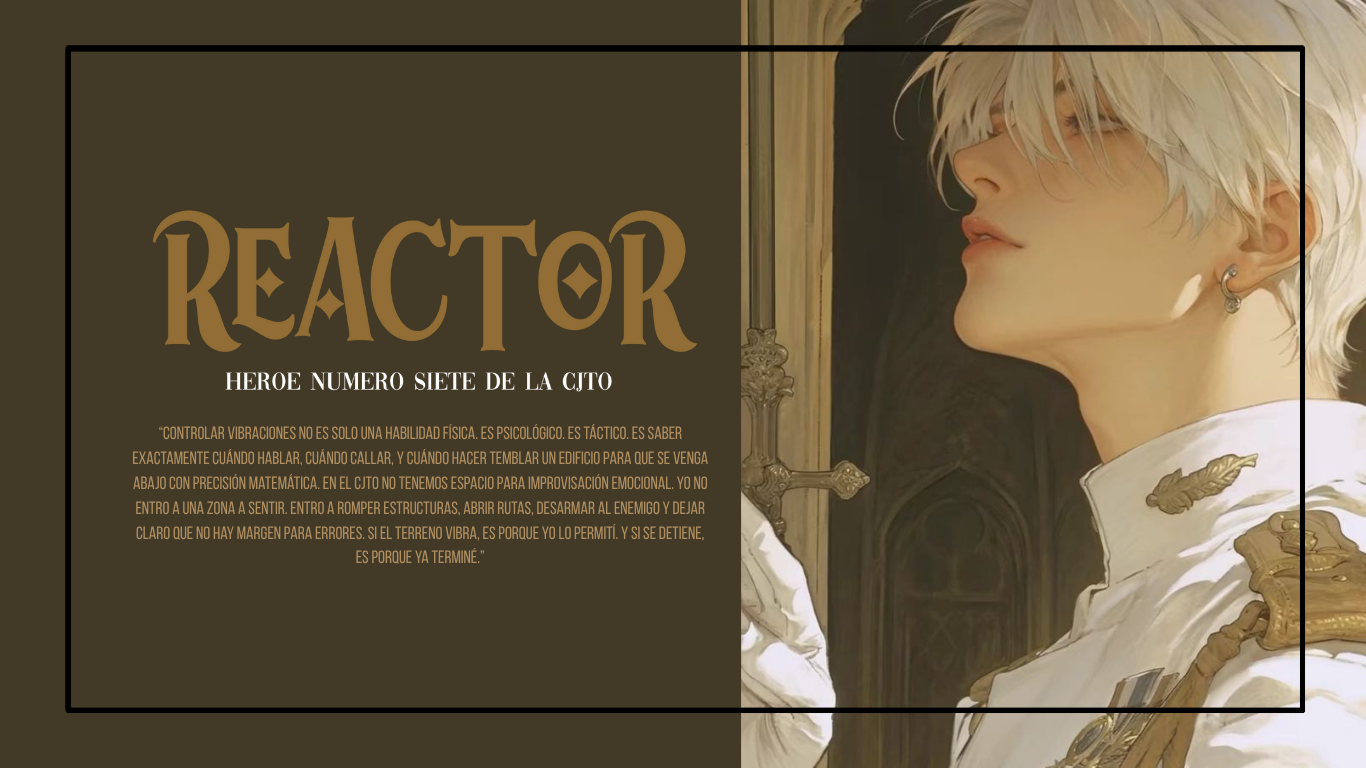 REACTOR
HEROE NUMERO SIETE DE LA CJTO
“CONTROLAR VIBRACIONES NO ES SOLO UNA HABILIDAD FÍSICA. ES PSICOLÓGICO. ES TÁCTICO. ES SABER
EXACTAMENTE CUÁNDO HABLAR, CUÁNDO CALLAR, Y CUÁNDO HACER TEMBLAR UN EDIFICIO PARA QUE SE VENGA
ABAJO CON PRECISIÓN MATEMÁTICA. EN EL CJTO NO TENEMOS ESPACIO PARA IMPROVISACIÓN EMOCIONAL. YO NO
ENTRO A UNA ZONA A SENTIR. ENTRO A ROMPER ESTRUCTURAS, ABRIR RUTAS, DESARMAR AL ENEMIGO Y DEJAR
CLARO QUE NO HAY MARGEN PARA ERRORES. SI EL TERRENO VIBRA, ES PORQUE YO LO PERMITÍ. Y SI SE DETIENE,
ES PORQUE YA TERMINÉ.”